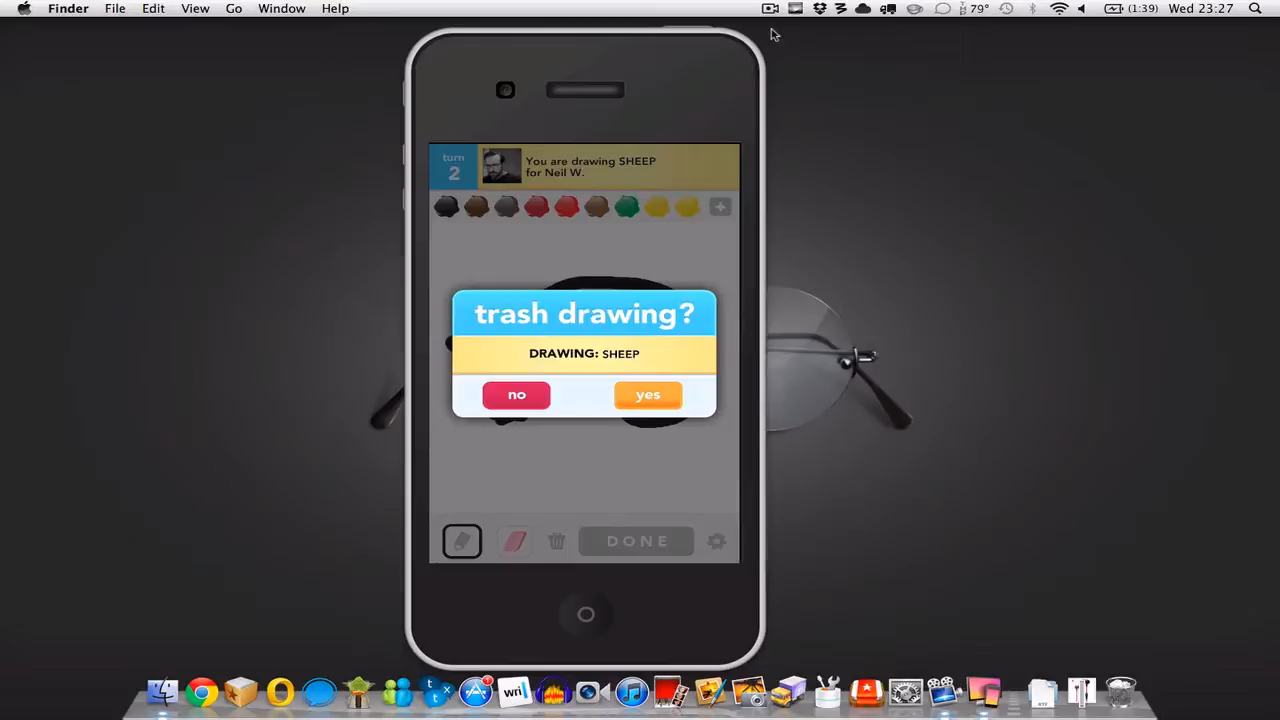 Finder File Edit View Go Window Help
79° (1:39) Wed 23:27
turn
2
You are drawing SHEEP
for Neil W.
trash drawing?
DRAWING: SHEEP
no yes
DONE
wri